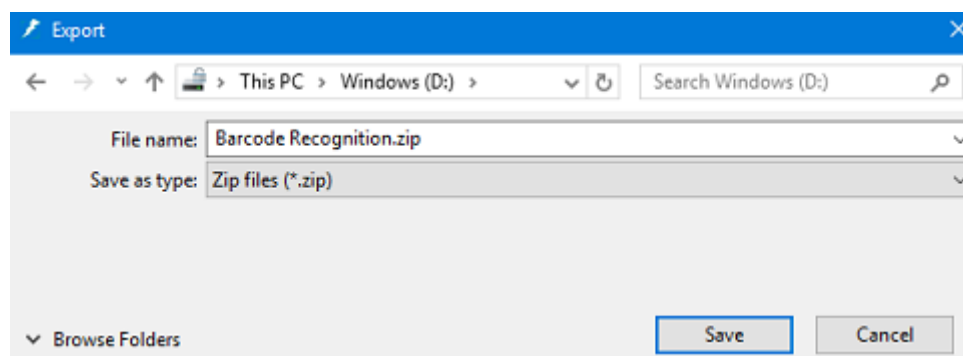 Export
This PC > Windows (D:) >
Search Windows (D:)
File name: Barcode Recognition.zip
Save as type: Zip files (*.zip)
Browse Folders
Save
Cancel